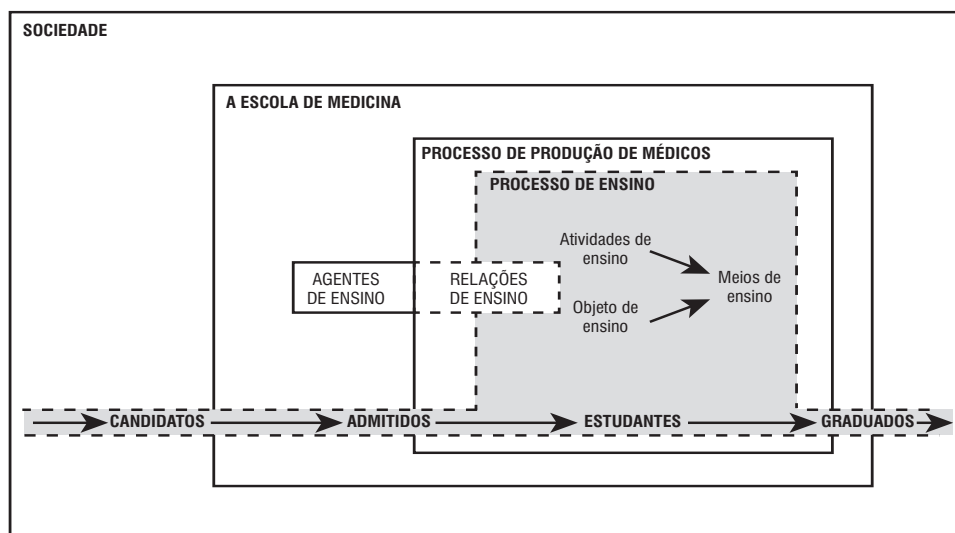 SOCIEDADE
A ESCOLA DE MEDICINA
PROCESSO DE PRODUÇÃO DE MÉDICOS
PROCESSO DE ENSINO
AGENTES
DE ENSINO
RELAÇÕES
DE ENSINO
Atividades de
ensino
Objeto de
ensino
Meios de
ensino
CANDIDATOS
ADMITIDOS
ESTUDANTES
GRADUADOS